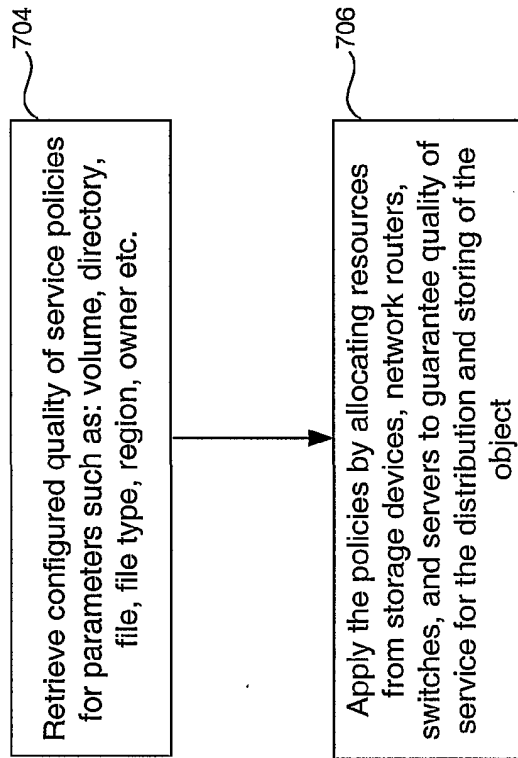 704
Retrieve configured quality of service policies
for parameters such as: volume, directory,
file, file type, region, owner etc.
706
Apply the policies by allocating resources
from storage devices, network routers,
switches, and servers to guarantee quality of
service for the distribution and storing of the
object